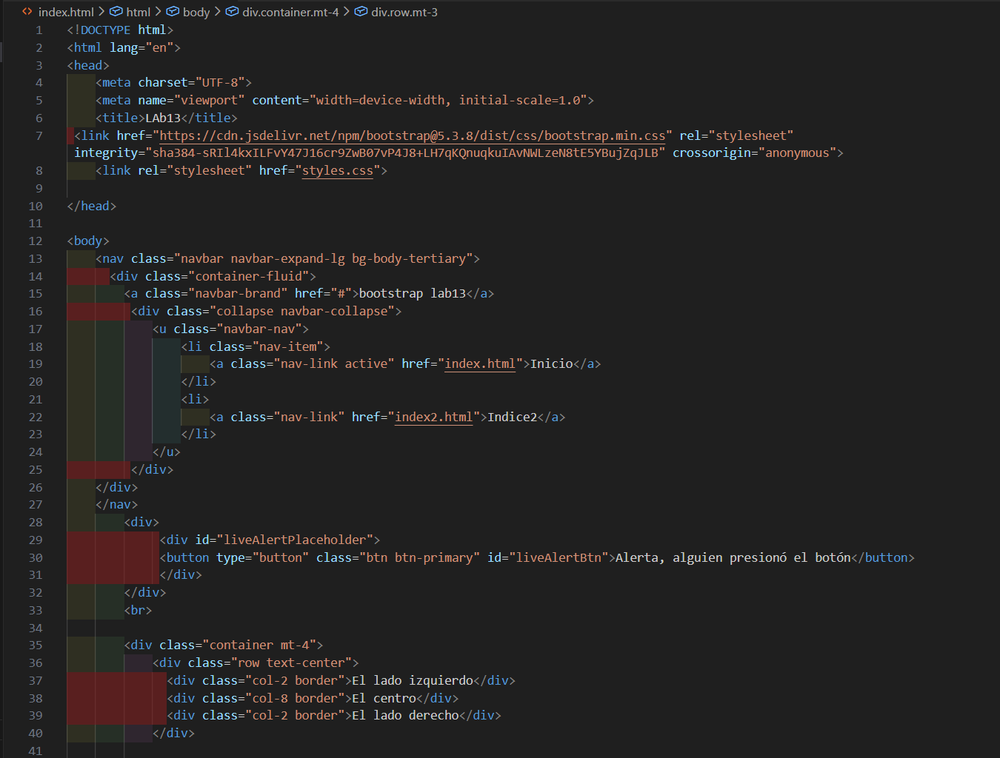 index.html > html > body > div.container.mt-4 > div.row.mt-3
1 <!DOCTYPE html>
2 <html lang="en">
3 <head>
4 <meta charset="UTF-8">
5 <meta name="viewport" content="width=device-width, initial-scale=1.0">
6 <title>LAb13</title>
7 <link href="https://cdn.jsdelivr.net/npm/bootstrap@5.3.8/dist/css/bootstrap.min.css" rel="stylesheet"
integrity="sha384-sRIl4kxILFvY47J16cr9ZwB07vP4J8+LH7qKQnuqkuIAvNWLzeN8tE5YBujZqJLB" crossorigin="anonymous">
8 <link rel="stylesheet" href="styles.css">
9
10 </head>
11
12 <body>
13 <nav class="navbar navbar-expand-lg bg-body-tertiary">
14 <div class="container-fluid">
15 <a class="navbar-brand" href="#">bootstrap lab13</a>
16 <div class="collapse navbar-collapse">
17 <u class="navbar-nav">
18 <li class="nav-item">
19 <a class="nav-link active" href="index.html">Inicio</a>
20 </li>
21 <li>
22 <a class="nav-link" href="index2.html">Indice2</a>
23 </li>
24 </u>
25 </div>
26 </div>
27 </nav>
28 <div>
29 <div id="liveAlertPlaceholder">
30 <button type="button" class="btn btn-primary" id="liveAlertBtn">Alerta, alguien presionó el botón</button>
31 </div>
32 </div>
33 <br>
34
35 <div class="container mt-4">
36 <div class="row text-center">
37 <div class="col-2 border">El lado izquierdo</div>
38 <div class="col-8 border">El centro</div>
39 <div class="col-2 border">El lado derecho</div>
40 </div>
41